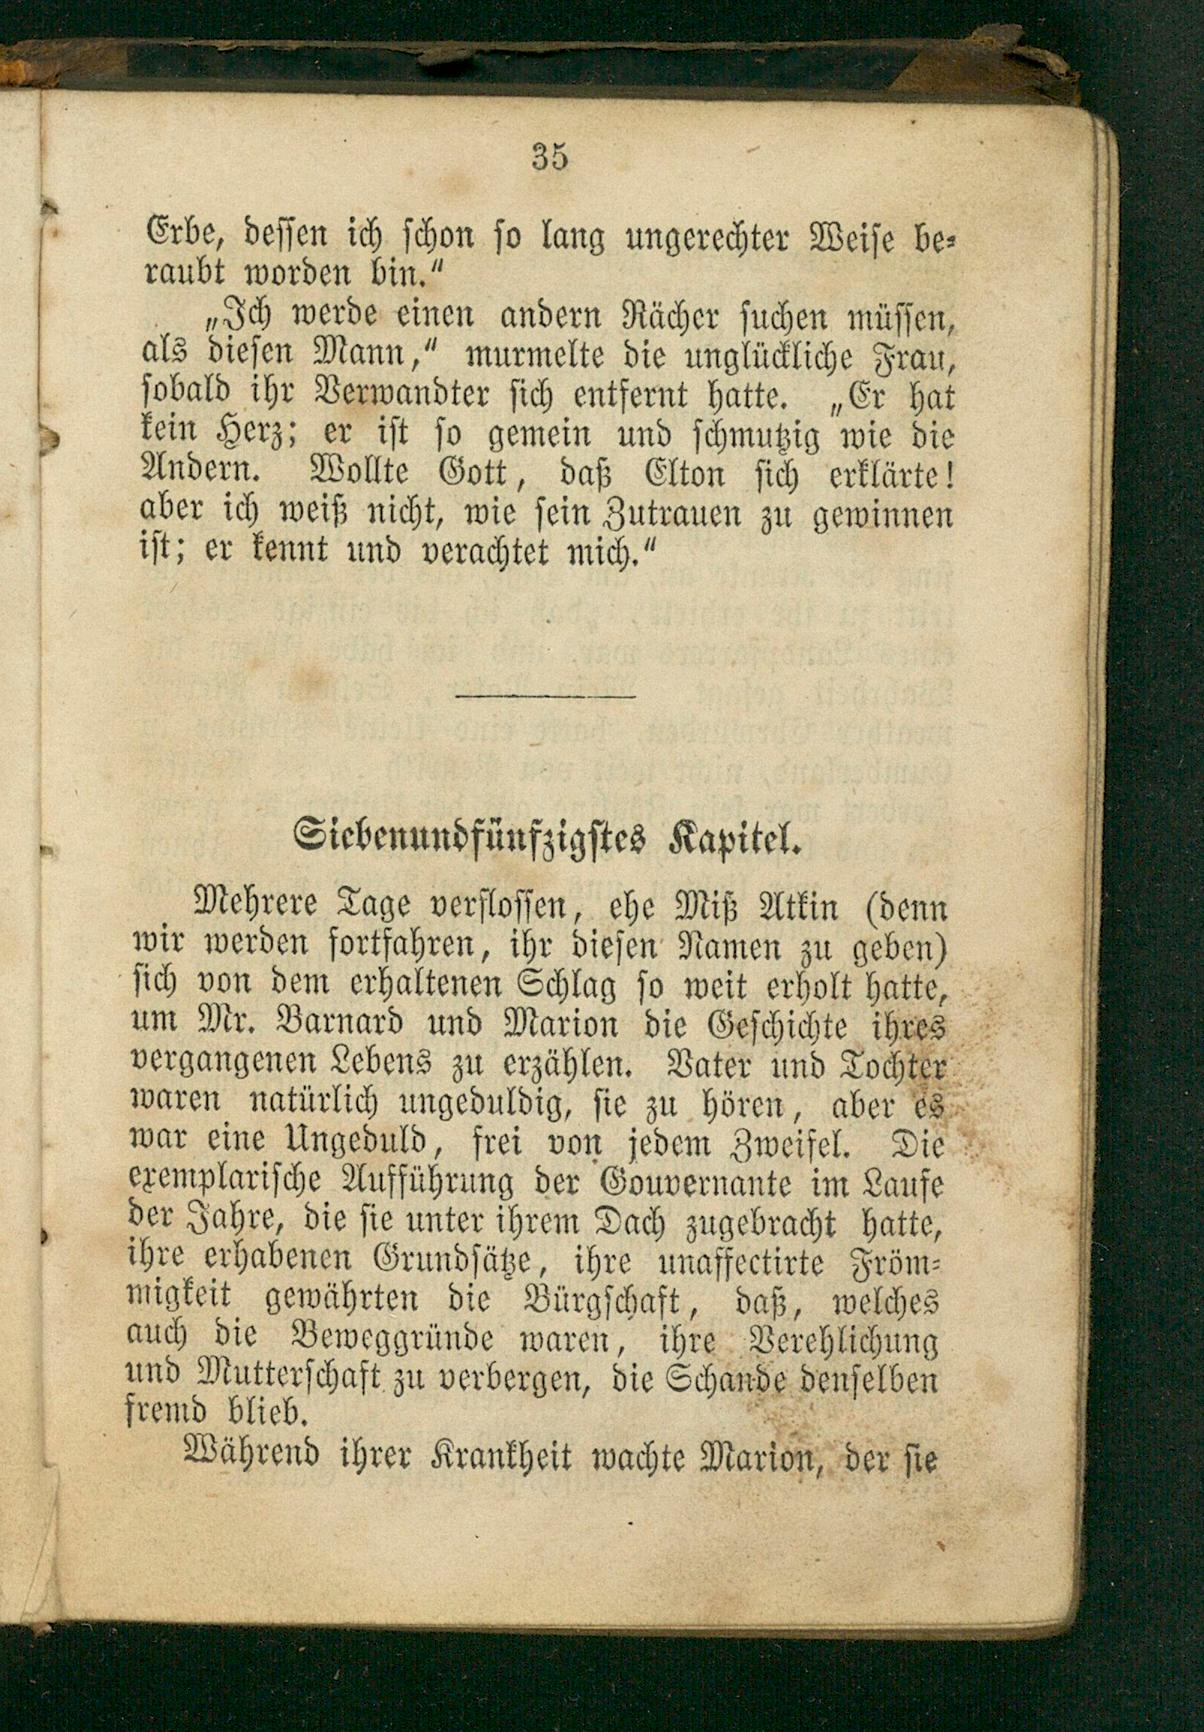 35
Erbe, dessen ich schon so lang ungerechter Weise be-
raubt worden bin.“
„Ich werde einen andern Rächer suchen müssen,
als diesen Mann,“ murmelte die unglückliche Frau,
sobald ihr Verwandter sich entfernt hatte. „Er hat
kein Herz; er ist so gemein und schmutzig wie die
Andern. Wollte Gott, daß Elton sich erklärte!
aber ich weiß nicht, wie sein Zutrauen zu gewinnen
ist; er kennt und verachtet mich.“
Siebenundfünfzigstes Kapitel.
Mehrere Tage verflossen, ehe Miß Atkin (denn
wir werden fortfahren, ihr diesen Namen zu geben)
sich von dem erhaltenen Schlag so weit erholt hatte,
um Mr. Barnard und Marion die Geschichte ihres
vergangenen Lebens zu erzählen. Vater und Tochter
waren natürlich ungeduldig, sie zu hören, aber es
war eine Ungeduld, frei von jedem Zweifel. Die
exemplarische Aufführung der Gouvernante im Laufe
der Jahre, die sie unter ihrem Dach zugebracht hatte,
ihre erhabenen Grundsätze, ihre unaffectirte Fröm-
migkeit gewährten die Bürgschaft, daß, welches
auch die Beweggründe waren, ihre Verehlichung
und Mutterschaft zu verbergen, die Schande denselben
fremd blieb.
Während ihrer Krankheit wachte Marion, der sie